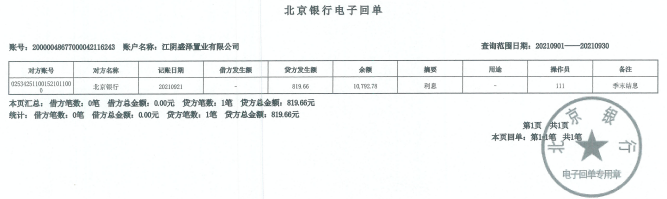 北京银行电子回单
账号：20000048677000042116243 账户名称：江阴盛泽置业有限公司 查询范围日期：20210901——20210930
对方账号 对方名称 记账日期 借方发生额 贷方发生额 余额 摘要 用途 操作员 备注
02534251100152101100 0 北京银行 20210921 - 819.66 10,792.78 利息 - 111 季末结息
本页汇总：借方笔数：0笔 借方总金额：0.00元 贷方笔数：1笔 贷方总金额：819.66元
统计：借方笔数：0笔 借方总金额：0.00元 贷方笔数：1笔 贷方总金额：819.66元
第1页 共1页
本页回单：第1-1笔 共1笔
北京银行
电子回单专用章